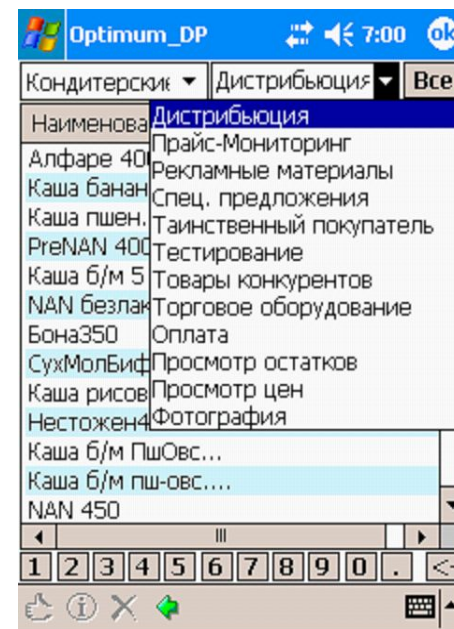 Optimum_DP 7:00 ok
Кондитерские Дистрибьюция Все
Наименова
Дистрибьюция
Прайс-Мониторинг
Рекламные материалы
Спец. предложения
Таинственный покупатель
Тестирование
Товары конкурентов
Торговое оборудование
Оплата
Просмотр остатков
Просмотр цен
Фотография
Алфаре 40
Каша банан
Каша пшен.
PreNAN 400
Каша б/м 5
NAN безлак
Бона350
СухМолБиф
Каша рисов
Нестожен4
Каша б/м ПшОвс...
Каша б/м пш-овс....
NAN 450
1 2 3 4 5 6 7 8 9 0 . <-